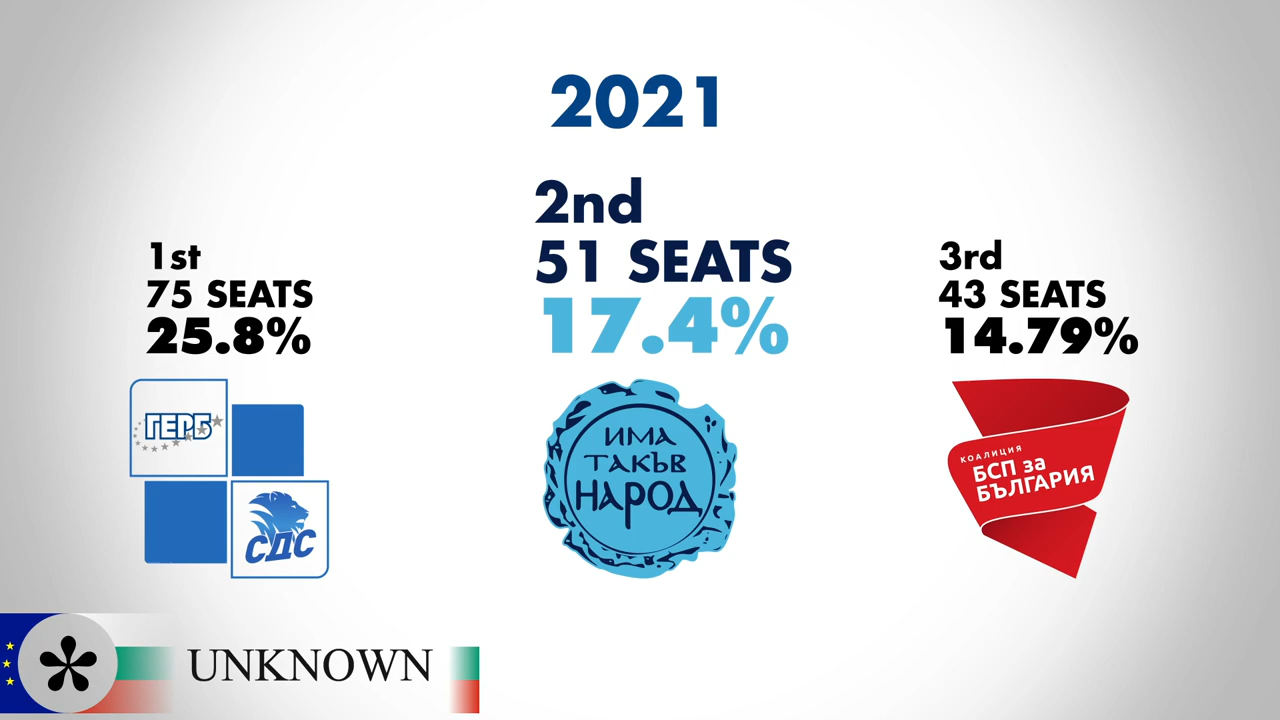 2021
1st
75 SEATS
25.8%
ГЕРБ
СДС
2nd
51 SEATS
17.4%
ИМА
ТАКЪВ
НАРОД
3rd
43 SEATS
14.79%
КОАЛИЦИЯ
БСП за
БЪЛГАРИЯ
UNKNOWN